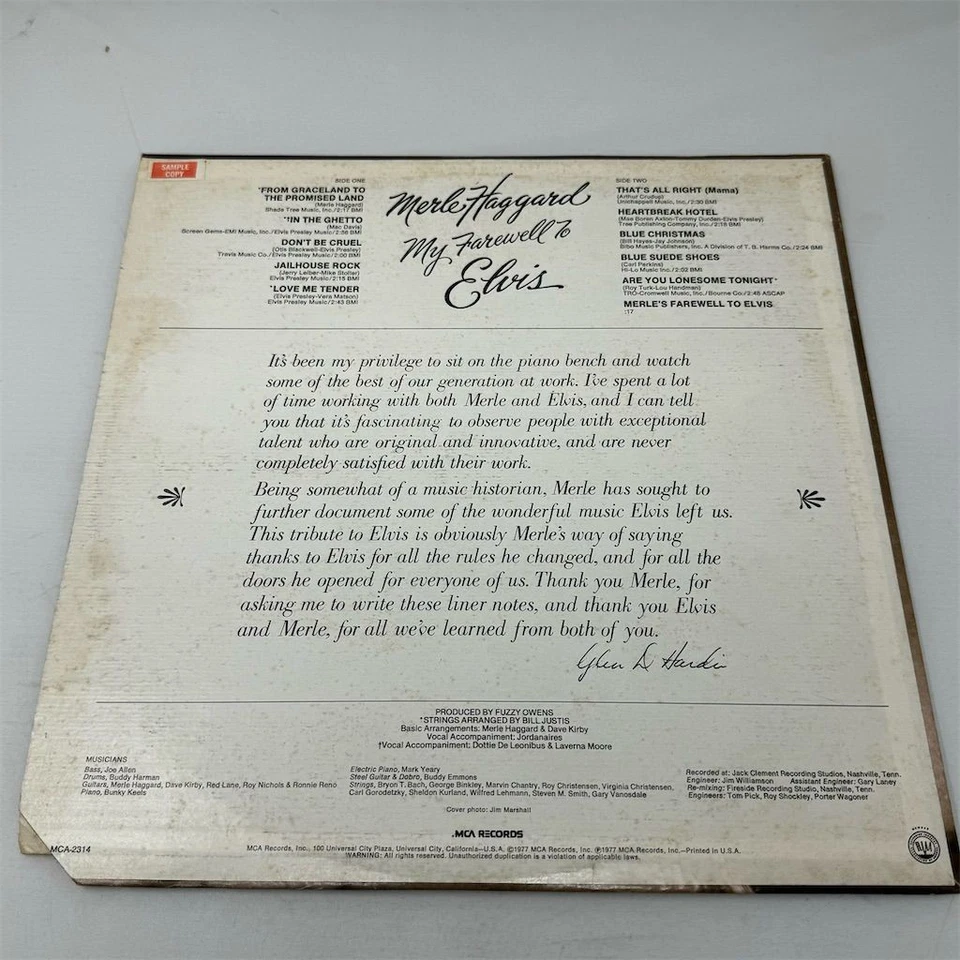 SAMPLE
COPY
SIDE ONE
*FROM GRACELAND TO
THE PROMISED LAND
(Merle Haggard)
Shade Tree Music, Inc./2:17 BMI
*†IN THE GHETTO
(Mac Davis)
Screen Gems-EMI Music, Inc./Elvis Presley Music/2:56 BMI
DON'T BE CRUEL
(Otis Blackwell-Elvis Presley)
Travis Music Co./Elvis Presley Music/2:00 BMI
JAILHOUSE ROCK
(Jerry Leiber-Mike Stoller)
Elvis Presley Music/2:15 BMI
*LOVE ME TENDER
(Elvis Presley-Vera Matson)
Elvis Presley Music/2:43 BMI
Merle Haggard
My Farewell To
Elvis
SIDE TWO
THAT'S ALL RIGHT (Mama)
(Arthur Crudup)
Unichappell Music, Inc./2:30 BMI
HEARTBREAK HOTEL
(Mae Boren Axton-Tommy Durden-Elvis Presley)
Tree Publishing Company, Inc./2:18 BMI
BLUE CHRISTMAS
(Bill Hayes-Jay Johnson)
Bibo Music Publishers, Inc. A Division of T. B. Harms Co./2:24 BMI
BLUE SUEDE SHOES
(Carl Perkins)
Hi-Lo Music Inc./2:02 BMI
ARE YOU LONESOME TONIGHT*
(Roy Turk-Lou Handman)
TRO-Cromwell Music, Inc./Bourne Co./2:45 ASCAP
MERLE'S FAREWELL TO ELVIS
:17
It's been my privilege to sit on the piano bench and watch
some of the best of our generation at work. I've spent a lot
of time working with both Merle and Elvis, and I can tell
you that it's fascinating to observe people with exceptional
talent who are original and innovative, and are never
completely satisfied with their work.
Being somewhat of a music historian, Merle has sought to
further document some of the wonderful music Elvis left us.
This tribute to Elvis is obviously Merle's way of saying
thanks to Elvis for all the rules he changed, and for all the
doors he opened for everyone of us. Thank you Merle, for
asking me to write these liner notes, and thank you Elvis
and Merle, for all we've learned from both of you.
Glen D Hardin
PRODUCED BY FUZZY OWENS
*STRINGS ARRANGED BY BILL JUSTIS
Basic Arrangements: Merle Haggard & Dave Kirby
Vocal Accompaniment: Jordanaires
†Vocal Accompaniment: Dottie De Leonibus & Laverna Moore
MUSICIANS
Bass, Joe Allen
Drums, Buddy Harman
Guitars, Merle Haggard, Dave Kirby, Red Lane, Roy Nichols & Ronnie Reno
Piano, Bunky Keels
Electric Piano, Mark Yeary
Steel Guitar & Dobro, Buddy Emmons
Strings, Bryon T. Bach, George Binkley, Marvin Chantry, Roy Christensen, Virginia Christensen,
Carl Gorodetzky, Sheldon Kurland, Wilfred Lehmann, Steven M. Smith, Gary Vanosdale
Recorded at: Jack Clement Recording Studios, Nashville, Tenn.
Engineer: Jim Williamson Assistant Engineer: Gary Laney
Re-mixing: Fireside Recording Studio, Nashville, Tenn.
Engineers: Tom Pick, Roy Shockley, Porter Wagoner
Cover photo: Jim Marshall
MCA RECORDS
MCA-2314
MCA Records, Inc., 100 Universal City Plaza, Universal City, California—U.S.A. ©1977 MCA Records, Inc. ℗1977 MCA Records, Inc.—Printed in U.S.A.
WARNING: All rights reserved. Unauthorized duplication is a violation of applicable laws.